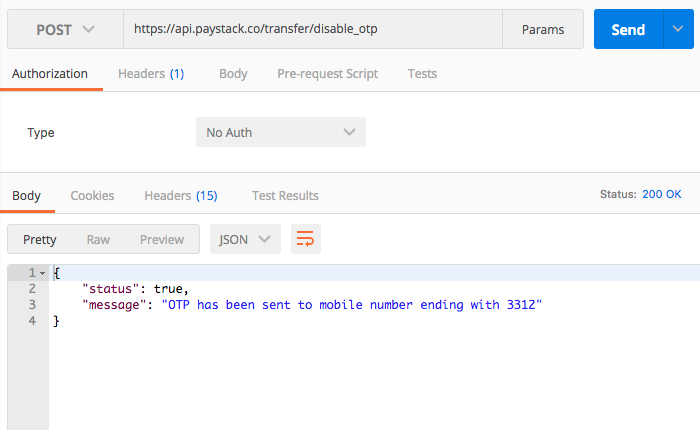 POST https://api.paystack.co/transfer/disable_otp Params Send
Authorization Headers (1) Body Pre-request Script Tests
Type No Auth
Body Cookies Headers (15) Test Results Status: 200 OK
Pretty Raw Preview JSON
1 {
2 "status": true,
3 "message": "OTP has been sent to mobile number ending with 3312"
4 }